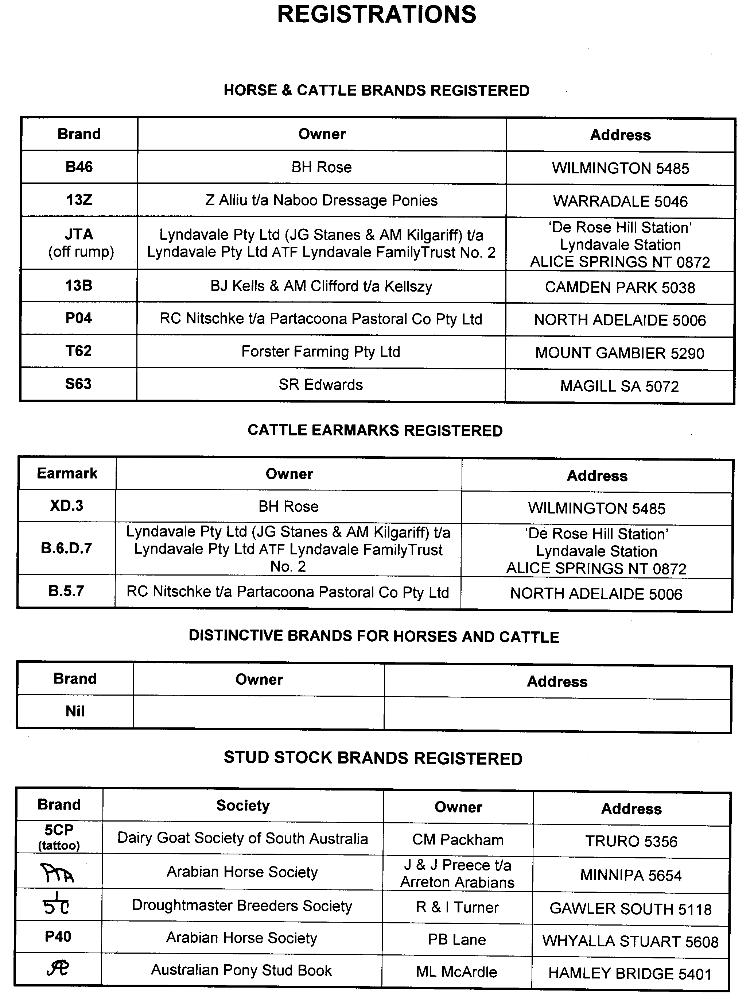 REGISTRATIONS
HORSE & CATTLE BRANDS REGISTERED
Brand Owner Address
B46 BH Rose WILMINGTON 5485
13Z Z Alliu t/a Naboo Dressage Ponies WARRADALE 5046
JTA
(off rump)
Lyndavale Pty Ltd (JG Stanes & AM Kilgariff) t/a
Lyndavale Pty Ltd ATF Lyndavale FamilyTrust No. 2
'De Rose Hill Station'
Lyndavale Station
ALICE SPRINGS NT 0872
13B BJ Kells & AM Clifford t/a Kellszy CAMDEN PARK 5038
P04 RC Nitschke t/a Partacoona Pastoral Co Pty Ltd NORTH ADELAIDE 5006
T62 Forster Farming Pty Ltd MOUNT GAMBIER 5290
S63 SR Edwards MAGILL SA 5072
CATTLE EARMARKS REGISTERED
Earmark Owner Address
XD.3 BH Rose WILMINGTON 5485
B.6.D.7
Lyndavale Pty Ltd (JG Stanes & AM Kilgariff) t/a
Lyndavale Pty Ltd ATF Lyndavale FamilyTrust
No. 2
'De Rose Hill Station'
Lyndavale Station
ALICE SPRINGS NT 0872
B.5.7 RC Nitschke t/a Partacoona Pastoral Co Pty Ltd NORTH ADELAIDE 5006
DISTINCTIVE BRANDS FOR HORSES AND CATTLE
Brand Owner Address
Nil
STUD STOCK BRANDS REGISTERED
Brand Society Owner Address
5CP
(tattoo)
Dairy Goat Society of South Australia CM Packham TRURO 5356
Arabian Horse Society
J & J Preece t/a
Arreton Arabians
MINNIPA 5654
Droughtmaster Breeders Society R & I Turner GAWLER SOUTH 5118
P40 Arabian Horse Society PB Lane WHYALLA STUART 5608
Australian Pony Stud Book ML McArdle HAMLEY BRIDGE 5401